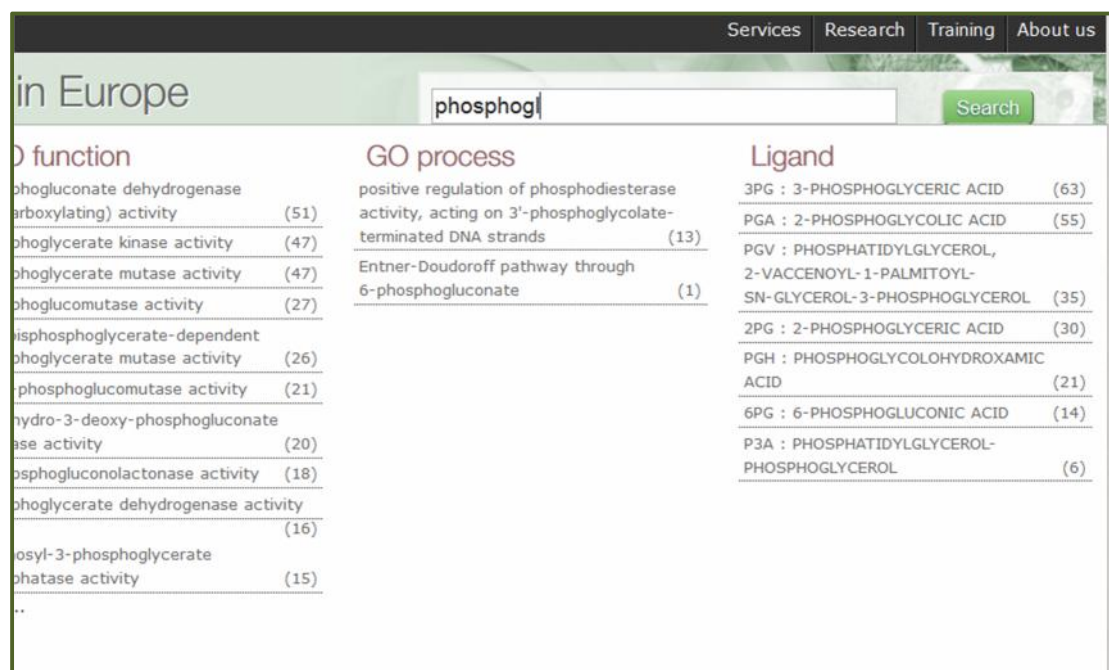 Services Research Training About us
in Europe
phosphogl
Search
function
phogluconate dehydrogenase
arboxylating) activity (51)
phoglycerate kinase activity (47)
phoglycerate mutase activity (47)
phoglucomutase activity (27)
bisphosphoglycerate-dependent
phoglycerate mutase activity (26)
-phosphoglucomutase activity (21)
hydro-3-deoxy-phosphogluconate
ase activity (20)
osphogluconolactonase activity (18)
phoglycerate dehydrogenase activity
(16)
nosyl-3-phosphoglycerate
phatase activity (15)
..
GO process
positive regulation of phosphodiesterase
activity, acting on 3'-phosphoglycolate-
terminated DNA strands (13)
Entner-Doudoroff pathway through
6-phosphogluconate (1)
Ligand
3PG : 3-PHOSPHOGLYCERIC ACID (63)
PGA : 2-PHOSPHOGLYCOLIC ACID (55)
PGV : PHOSPHATIDYLGLYCEROL,
2-VACCENOYL-1-PALMITOYL-
SN-GLYCEROL-3-PHOSPHOGLYCEROL (35)
2PG : 2-PHOSPHOGLYCERIC ACID (30)
PGH : PHOSPHOGLYCOLOHYDROXAMIC
ACID (21)
6PG : 6-PHOSPHOGLUCONIC ACID (14)
P3A : PHOSPHATIDYLGLYCEROL-
PHOSPHOGLYCEROL (6)